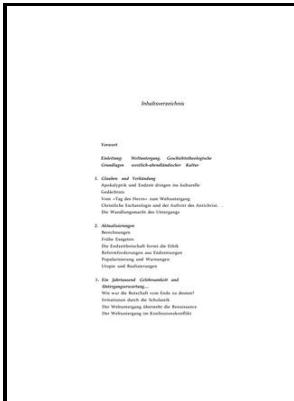 Inhaltsverzeichnis
Vorwort
Einleitung: Weltuntergang. Geschichtstheologische
Grundlagen westlich-abendländischer Kultur
1. Glauben und Verkündung
Apokalyptik und Endzeit dringen ins kulturelle
Gedächtnis
Vom »Tag des Herrn« zum Weltuntergang
Christliche Eschatologie und der Auftritt des Antichrist. .
Die Wandlungsmacht des Untergangs
2. Aktualisierungen
Berechnungen
Frühe Exegeten
Die Endzeitbotschaft formt die Ethik
Reformforderungen aus Endzeitsorgen
Popularisierung und Warnungen
Utopie und Realisierungen
3. Ein Jahrtausend Gelehrsamkeit und
Untergangserwartung...
Wie war die Botschaft vom Ende zu deuten?
Irritationen durch die Scholastik
Der Weltuntergang übersteht die Renaissance
Der Weltuntergang im Konfessionskonflikt